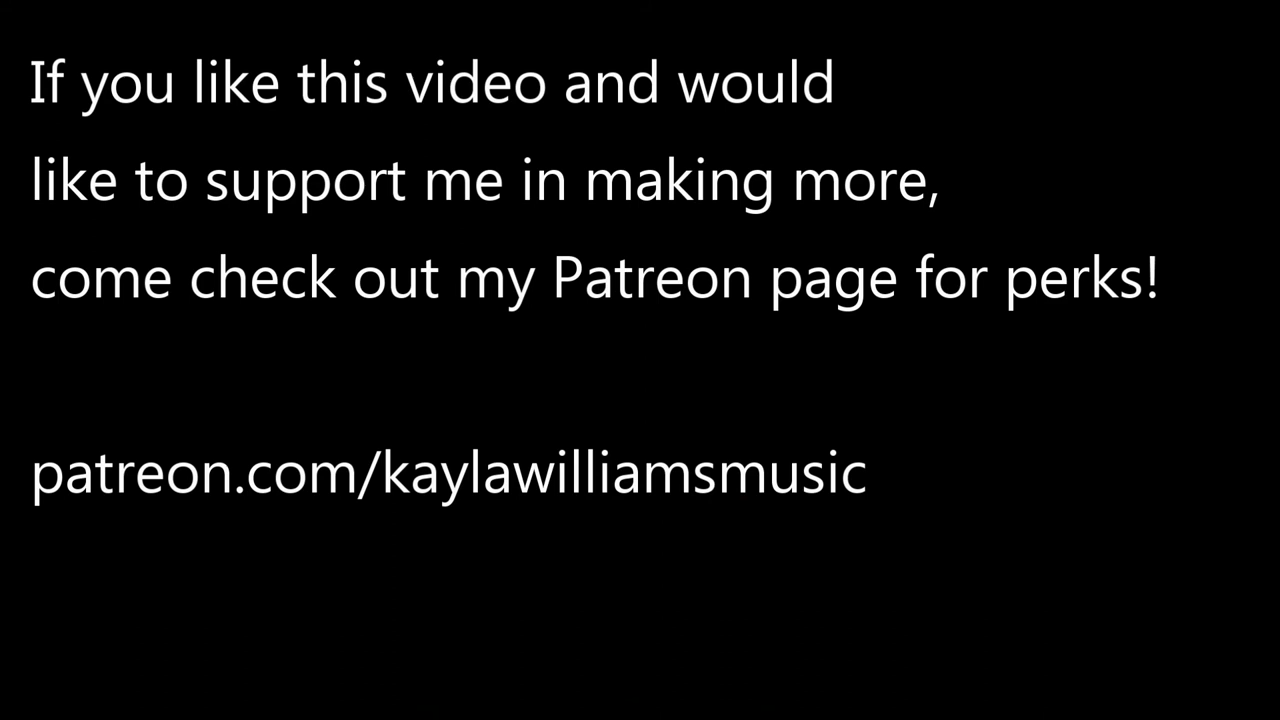 If you like this video and would
like to support me in making more,
come check out my Patreon page for perks!
patreon.com/kaylawilliamsmusic